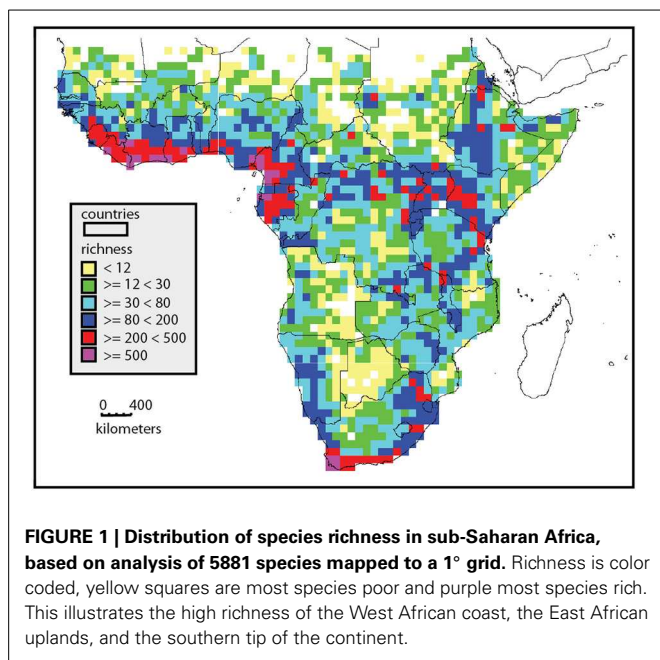 countries
richness
< 12
>= 12 < 30
>= 30 < 80
>= 80 < 200
>= 200 < 500
>= 500
0 400
kilometers
FIGURE 1 | Distribution of species richness in sub-Saharan Africa,
based on analysis of 5881 species mapped to a 1° grid. Richness is color
coded, yellow squares are most species poor and purple most species rich.
This illustrates the high richness of the West African coast, the East African
uplands, and the southern tip of the continent.